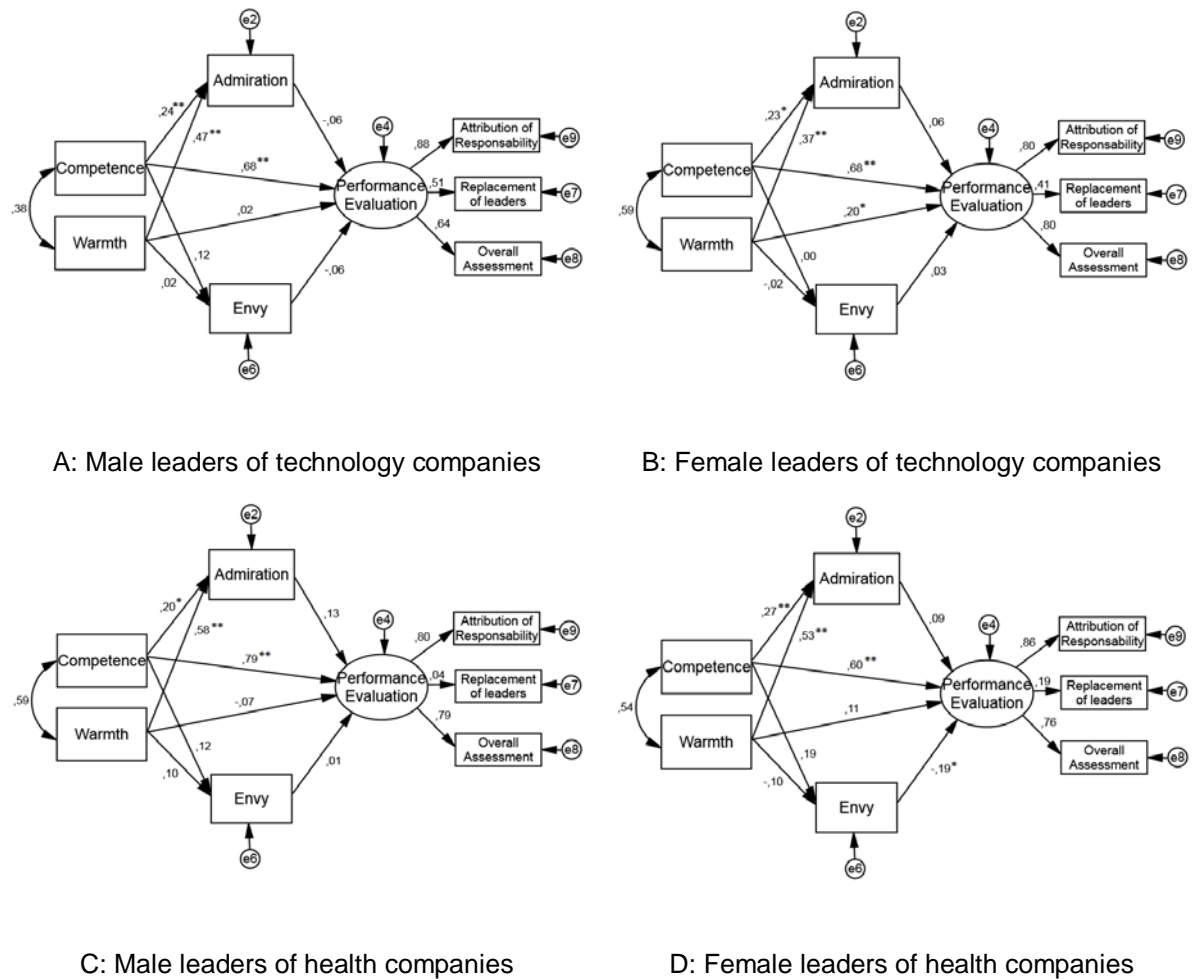 e2
Admiration
,24**
,47**
-,06
e4
,88
Attribution of
Responsability
e9
Competence
,68**
Performance
Evaluation
,51
Replacement
of leaders
e7
,38
,02
,64
Warmth
Overall
Assessment
e8
,12
,02
-,06
Envy
e6
A: Male leaders of technology companies
e2
Admiration
,23*
,37**
,06
e4
,80
Attribution of
Responsability
e9
Competence
,68**
Performance
Evaluation
,41
Replacement
of leaders
e7
,59
,20*
,80
Warmth
Overall
Assessment
e8
,00
-,02
,03
Envy
e6
B: Female leaders of technology companies
e2
Admiration
,20*
,58**
,13
e4
,80
Attribution of
Responsability
e9
Competence
,79**
Performance
Evaluation
,04
Replacement
of leaders
e7
,59
-,07
,79
Warmth
Overall
Assessment
e8
,12
,10
,01
Envy
e6
C: Male leaders of health companies
e2
Admiration
,27**
,53**
,09
e4
,86
Attribution of
Responsability
e9
Competence
,60**
Performance
Evaluation
,19
Replacement
of leaders
e7
,54
,11
,76
Warmth
Overall
Assessment
e8
,19
-,10
-,19*
Envy
e6
D: Female leaders of health companies